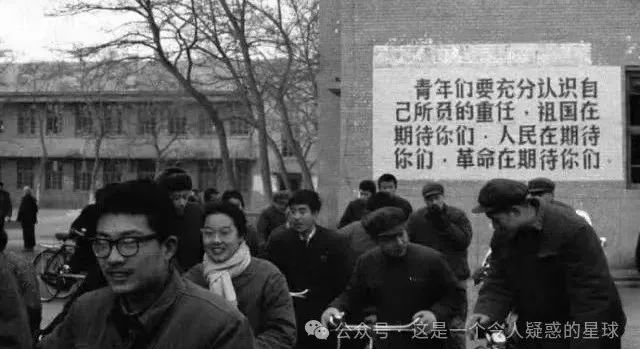 青年们要充分认识自
己所负的重任·祖国在
期待你们·人民在期待
你们·革命在期待你们
公众号·这是一个令人疑惑的星球